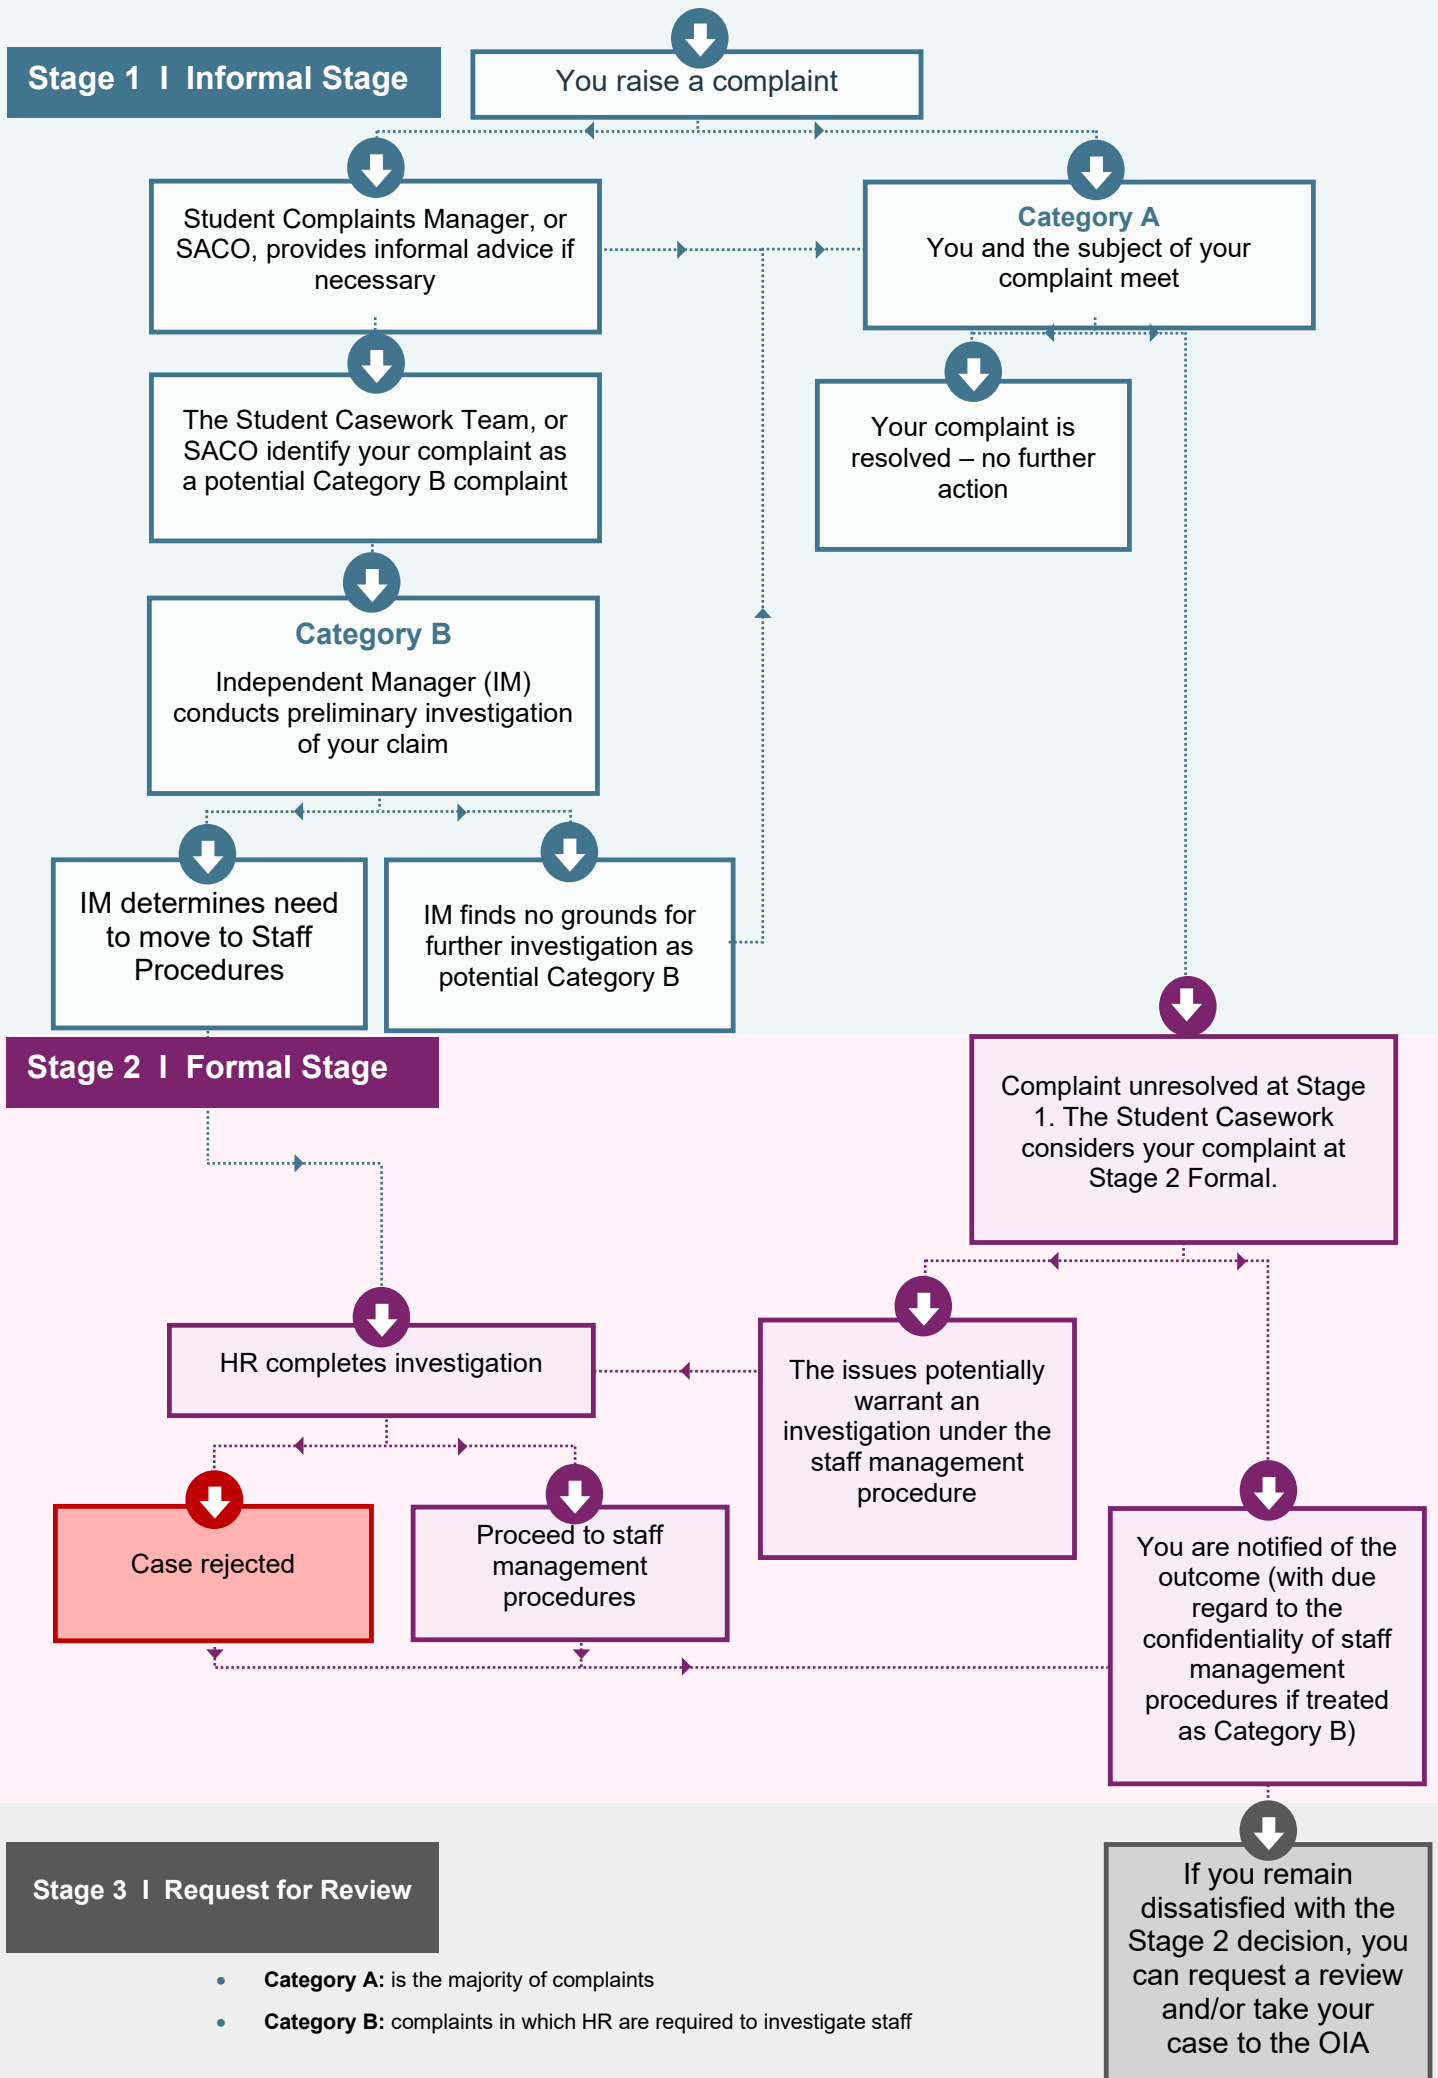 Stage 1 I Informal Stage
You raise a complaint
Student Complaints Manager, or
SACO, provides informal advice if
necessary
Category A
You and the subject of your
complaint meet
The Student Casework Team, or
SACO identify your complaint as
a potential Category B complaint
Your complaint is
resolved – no further
action
Category B
Independent Manager (IM)
conducts preliminary investigation
of your claim
IM determines need
to move to Staff
Procedures
IM finds no grounds for
further investigation as
potential Category B
Stage 2 I Formal Stage
Complaint unresolved at Stage
1. The Student Casework
considers your complaint at
Stage 2 Formal.
HR completes investigation
The issues potentially
warrant an
investigation under the
staff management
procedure
Case rejected
Proceed to staff
management
procedures
You are notified of the
outcome (with due
regard to the
confidentiality of staff
management
procedures if treated
as Category B)
Stage 3 I Request for Review
If you remain
dissatisfied with the
Stage 2 decision, you
can request a review
and/or take your
case to the OIA
• Category A: is the majority of complaints
• Category B: complaints in which HR are required to investigate staff